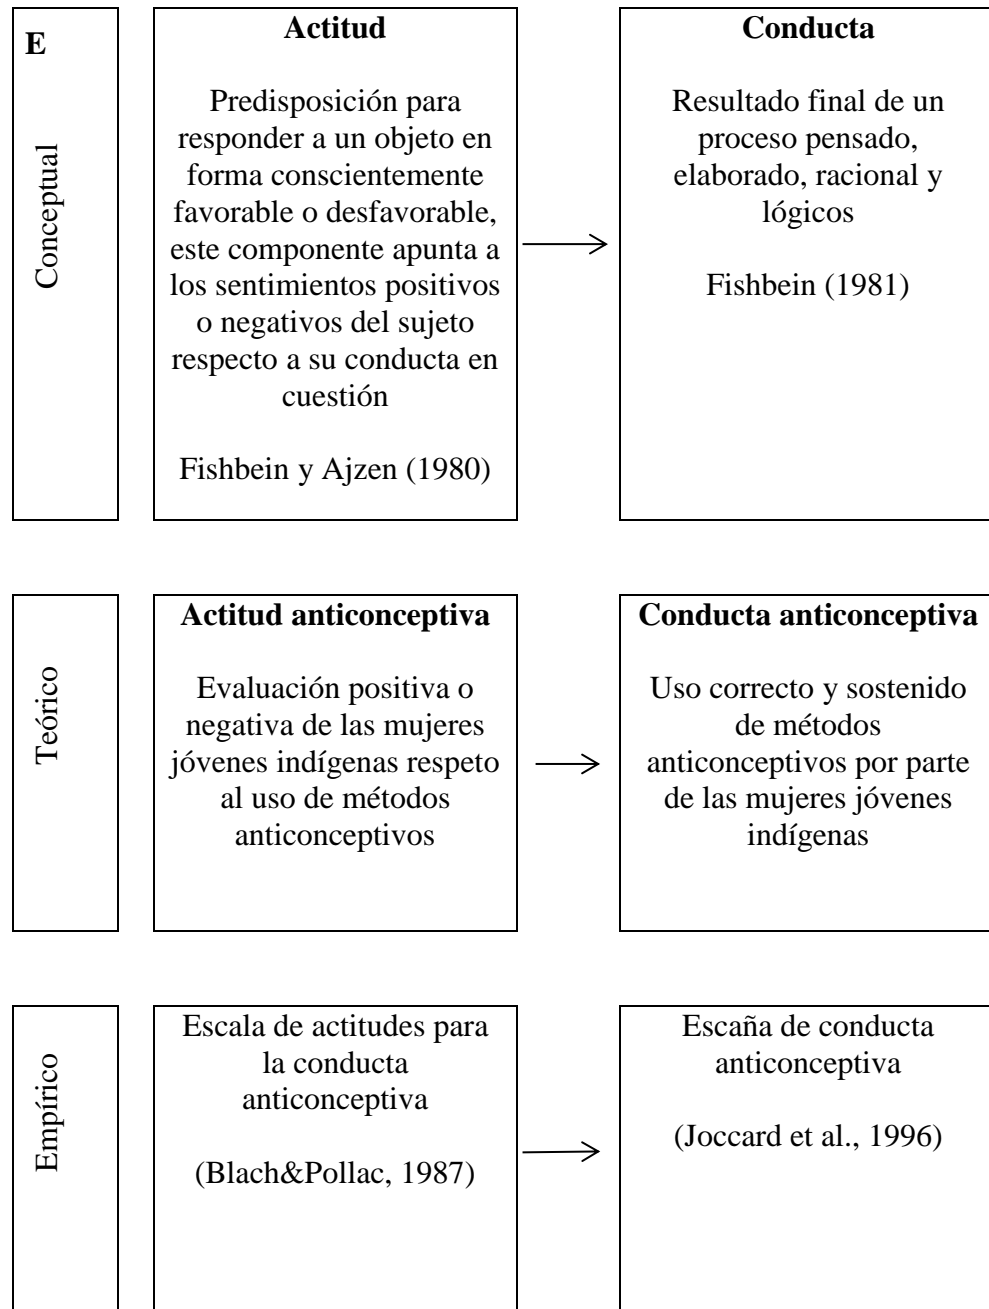 E
Conceptual
Actitud
Predisposición para
responder a un objeto en
forma conscientemente
favorable o desfavorable,
este componente apunta a
los sentimientos positivos
o negativos del sujeto
respecto a su conducta en
cuestión
Fishbein y Ajzen (1980)
Conducta
Resultado final de un
proceso pensado,
elaborado, racional y
lógicos
Fishbein (1981)
Teórico
Actitud anticonceptiva
Evaluación positiva o
negativa de las mujeres
jóvenes indígenas respeto
al uso de métodos
anticonceptivos
Conducta anticonceptiva
Uso correcto y sostenido
de métodos
anticonceptivos por parte
de las mujeres jóvenes
indígenas
Empírico
Escala de actitudes para
la conducta
anticonceptiva
(Blach&Pollac, 1987)
Escaña de conducta
anticonceptiva
(Joccard et al., 1996)